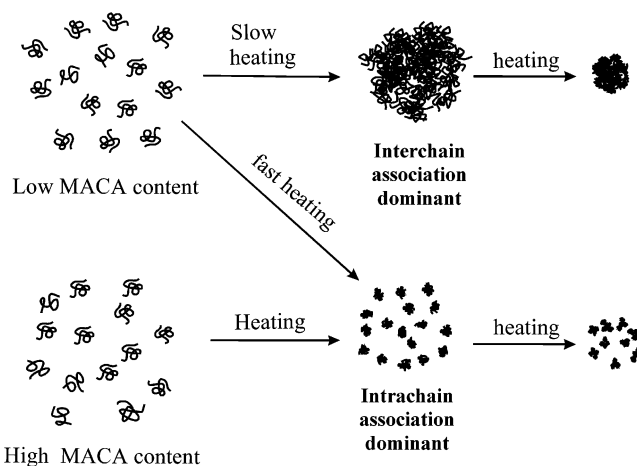 Slow
heating
heating
Low MACA content
Interchain
association
dominant
fast heating
Heating
heating
Intrachain
association
dominant
High MACA content